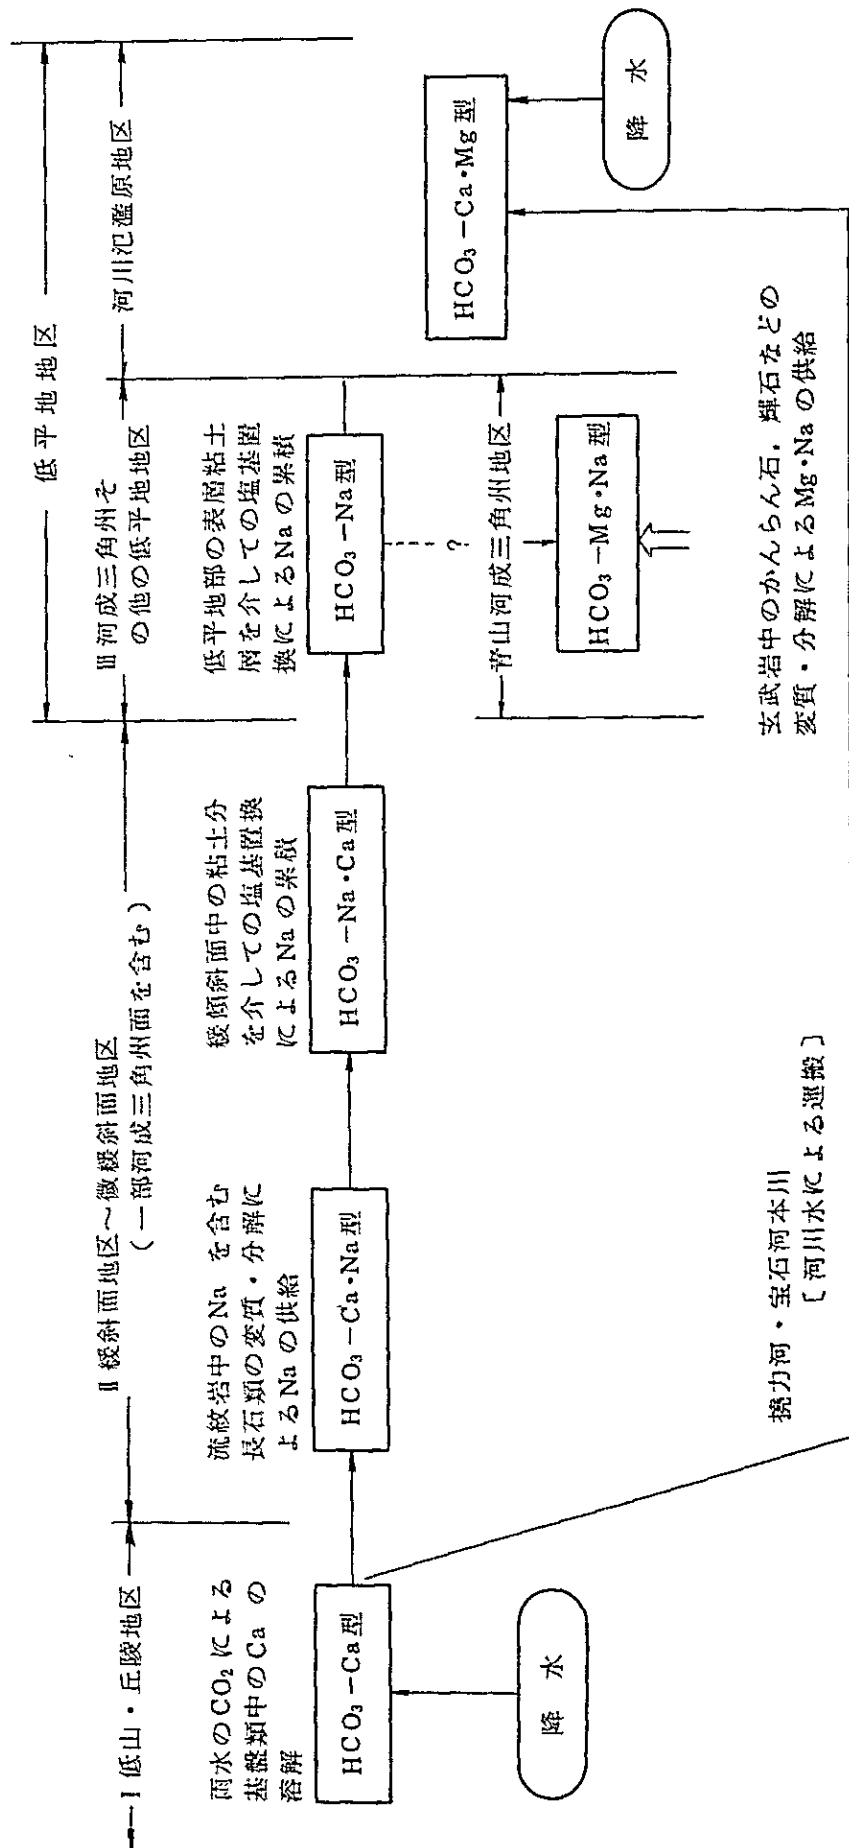 I 低山・丘陵地区
II 緩斜面地区～微緩斜面地区
(一部河成三角州面を含む)
低平地地区
III 河成三角州そ
の他の低平地地区
河川氾濫原地区
雨水のCO₂による
基盤類中のCa の
溶解
HCO₃−Ca型
降 水
流紋岩中のNa を含む
長石類の変質・分解に
よるNaの供給
HCO₃−Ca・Na型
緩傾斜面中の粘土分
を介しての塩基置換
によるNaの累積
HCO₃−Na・Ca型
低平地部の表層粘土
層を介しての塩基置
換によるNaの累積
HCO₃−Na型
?
青山河成三角州地区
HCO₃−Mg・Na型
玄武岩中のかんらん石，輝石などの
変質・分解によるMg・Naの供給
HCO₃−Ca・Mg型
降 水
撓力河・宝石河本川
〔河川水による運搬〕